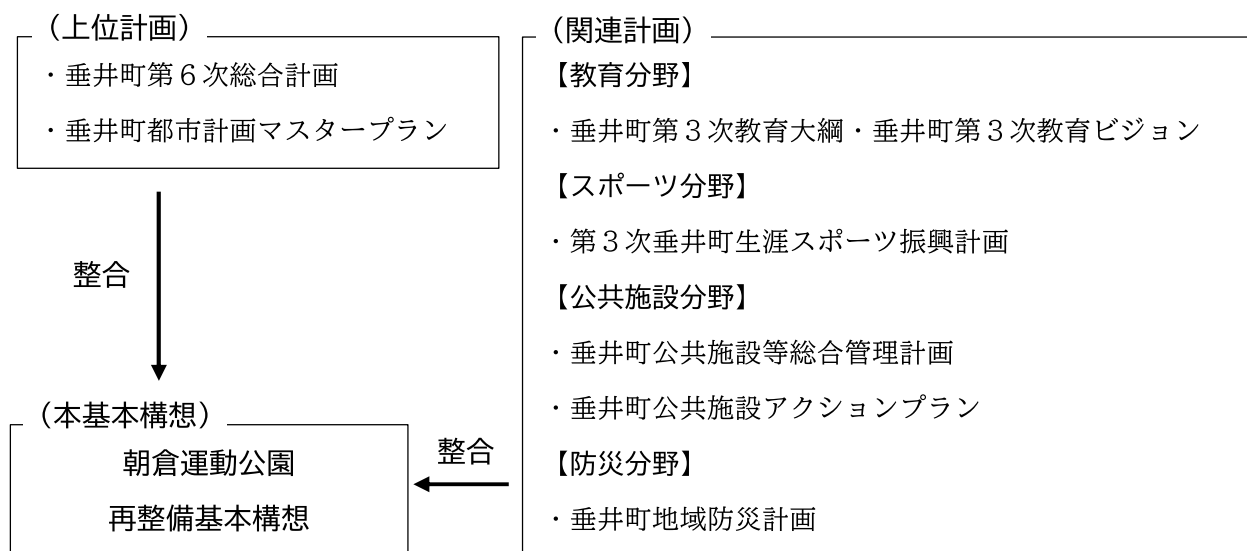 （上位計画）
・垂井町第６次総合計画
・垂井町都市計画マスタープラン
整合
（本基本構想）
朝倉運動公園
再整備基本構想
整合
（関連計画）
【教育分野】
・垂井町第３次教育大綱・垂井町第３次教育ビジョン
【スポーツ分野】
・第３次垂井町生涯スポーツ振興計画
【公共施設分野】
・垂井町公共施設等総合管理計画
・垂井町公共施設アクションプラン
【防災分野】
・垂井町地域防災計画